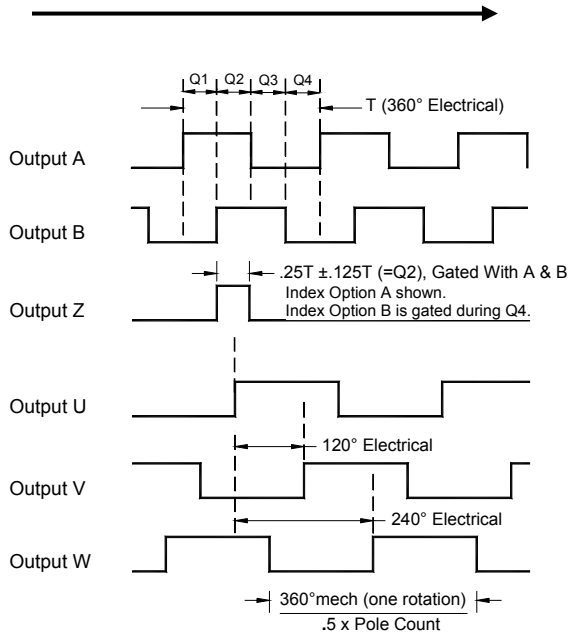 Q1 Q2 Q3 Q4
T (360° Electrical)
Output A
Output B
.25T ±.125T (=Q2), Gated With A & B
Index Option A shown.
Index Option B is gated during Q4.
Output Z
Output U
120° Electrical
Output V
240° Electrical
Output W
360°mech (one rotation)
.5 x Pole Count